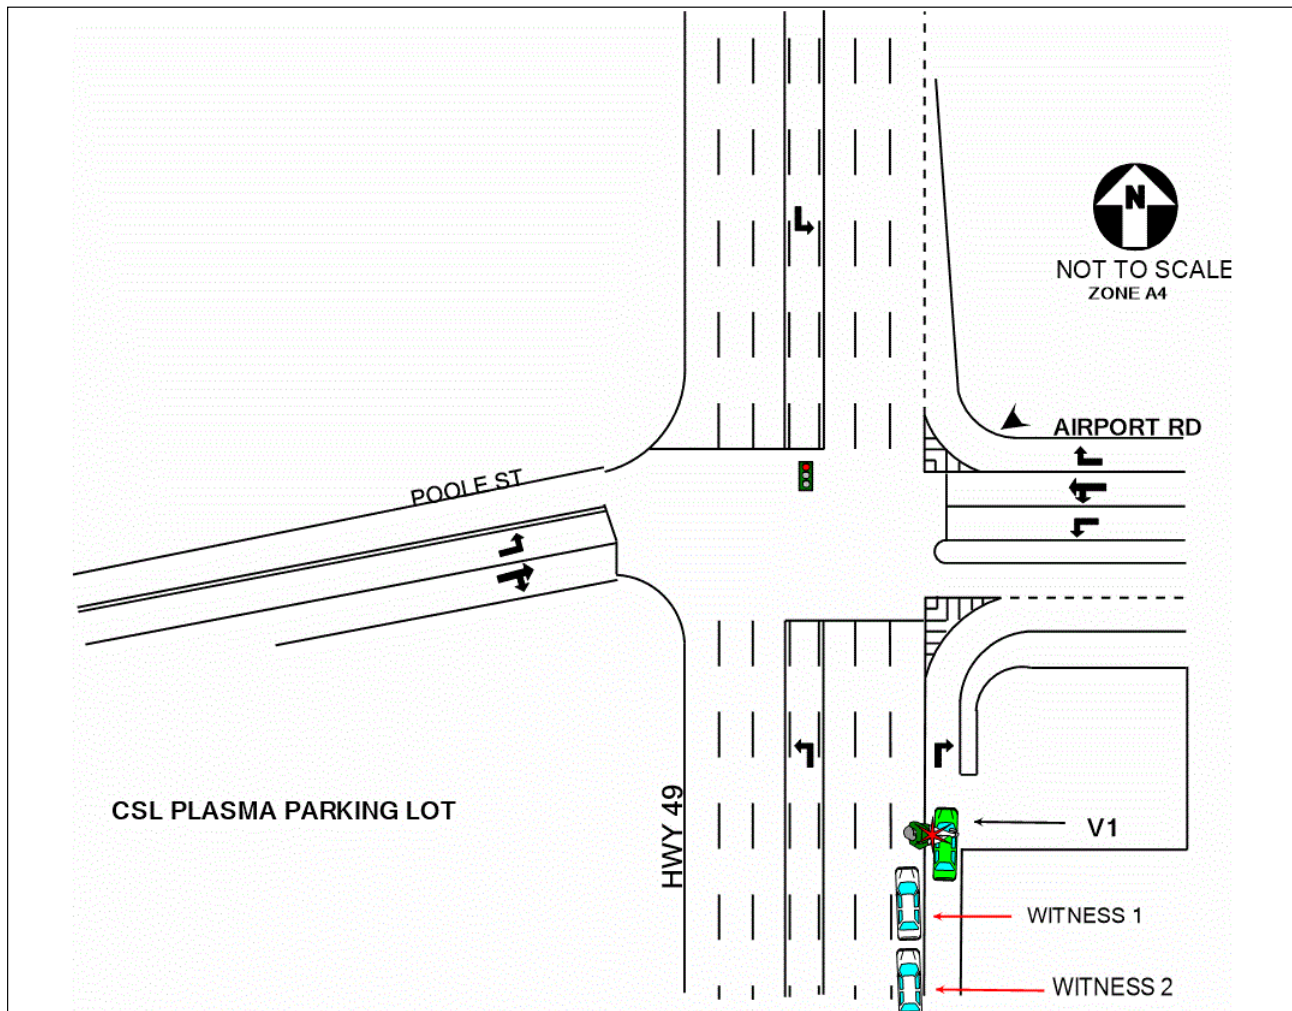 N
NOT TO SCALE
ZONE A4
AIRPORT RD
POOLE ST
CSL PLASMA PARKING LOT
HWY 49
V1
WITNESS 1
WITNESS 2